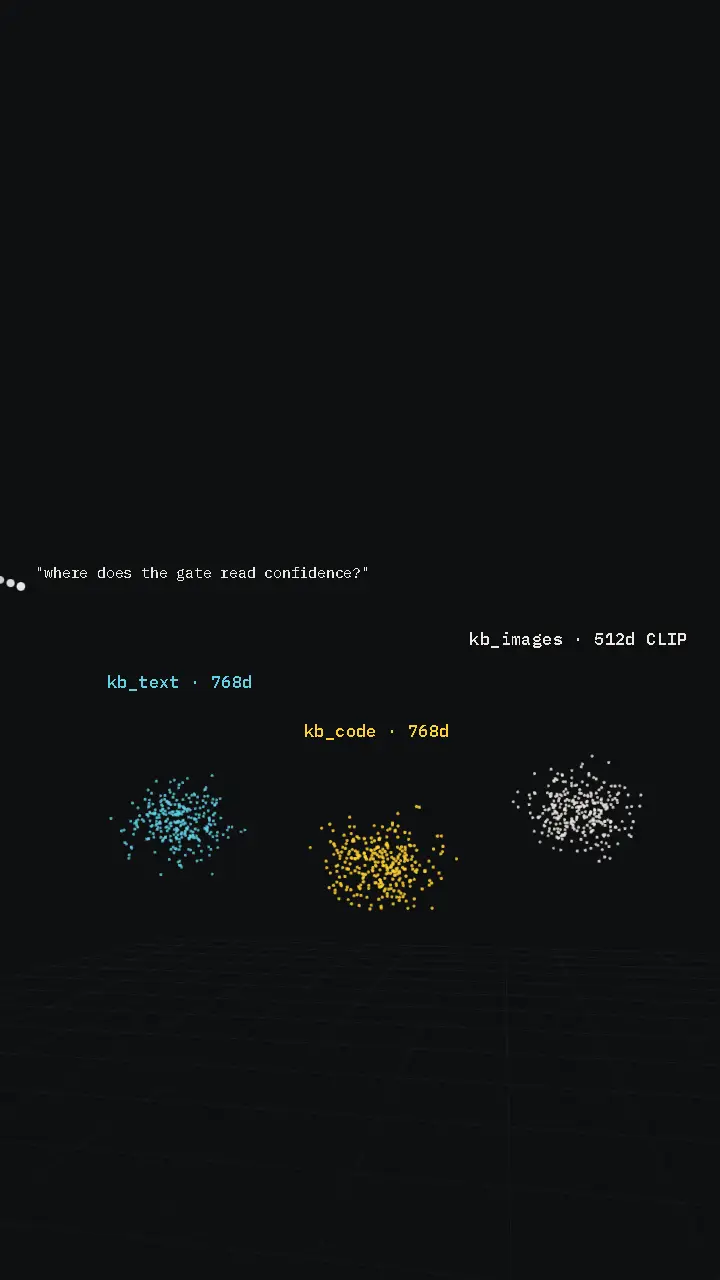 "where does the gate read confidence?"
kb_images · 512d CLIP
kb_text · 768d
kb_code · 768d